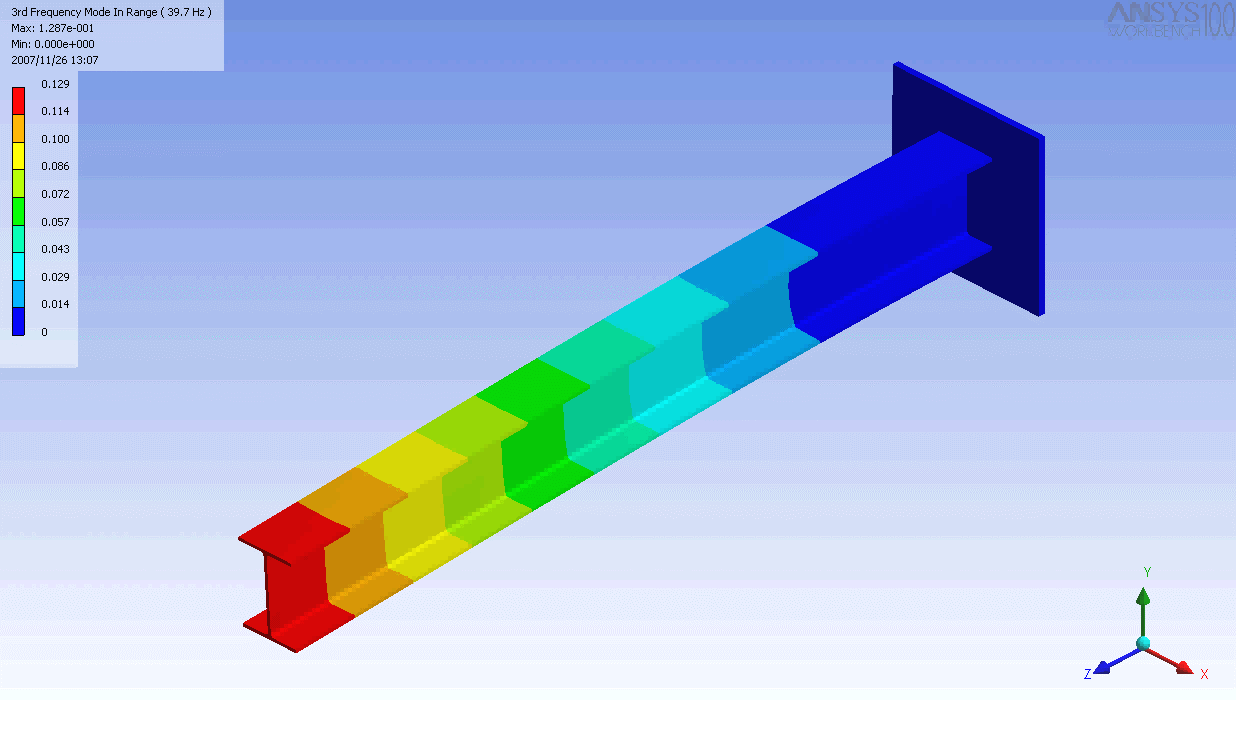 3rd Frequency Mode In Range ( 39.7 Hz )
Max: 1.287e-001
Min: 0.000e+000
2007/11/26 13:07
ANSYS 10.0
WORKBENCH
0.129
0.114
0.100
0.086
0.072
0.057
0.043
0.029
0.014
0
Y
Z
X